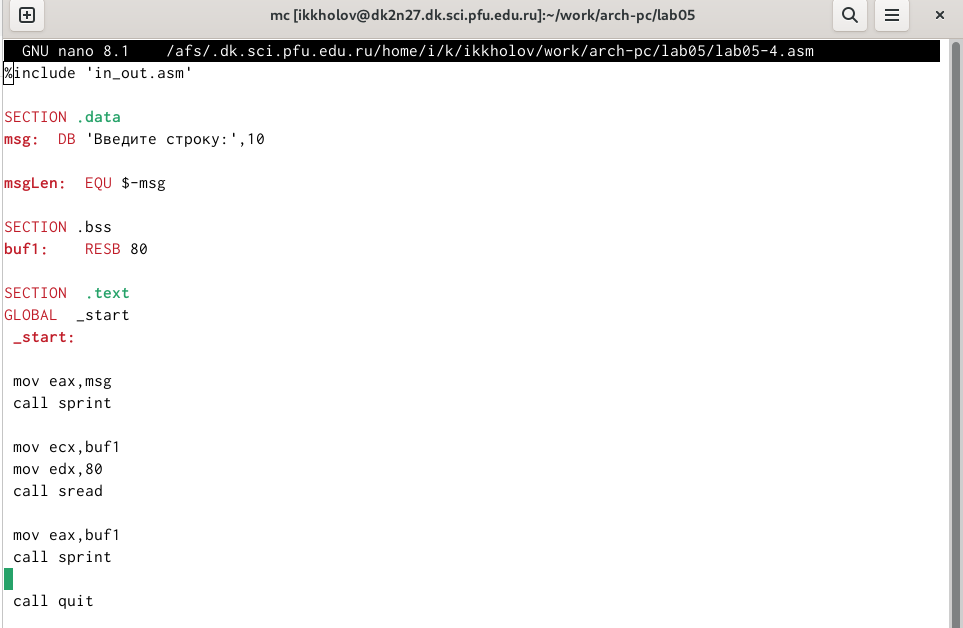 mc [ikkholov@dk2n27.dk.sci.pfu.edu.ru]:~/work/arch-pc/lab05
GNU nano 8.1    /afs/.dk.sci.pfu.edu.ru/home/i/k/ikkholov/work/arch-pc/lab05/lab05-4.asm
%include 'in_out.asm'
SECTION .data
msg:  DB 'Введите строку:',10
msgLen:  EQU $-msg
SECTION .bss
buf1:    RESB 80
SECTION  .text
GLOBAL  _start
_start:
mov eax,msg
call sprint
mov ecx,buf1
mov edx,80
call sread
mov eax,buf1
call sprint
call quit